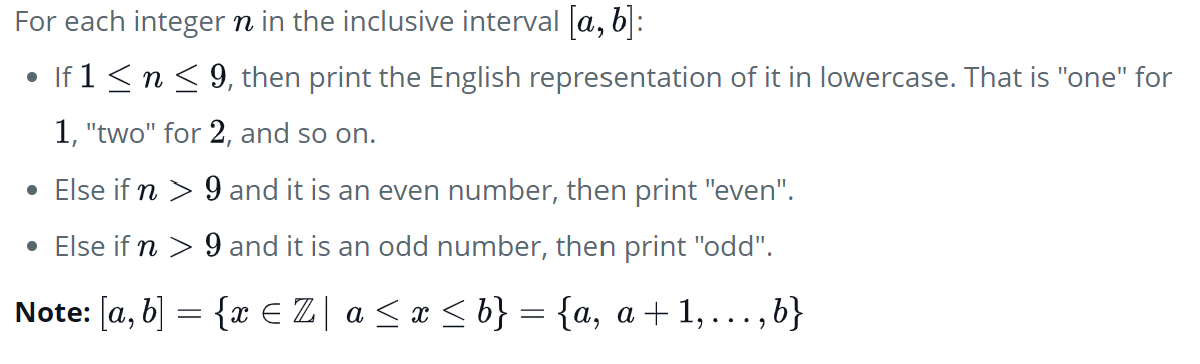 For each integer n in the inclusive interval [a, b]:
• If 1 ≤ n ≤ 9, then print the English representation of it in lowercase. That is "one" for
1, "two" for 2, and so on.
• Else if n > 9 and it is an even number, then print "even".
• Else if n > 9 and it is an odd number, then print "odd".
Note: [a, b] = {x ∈ ℤ | a ≤ x ≤ b} = {a, a + 1, . . . , b}